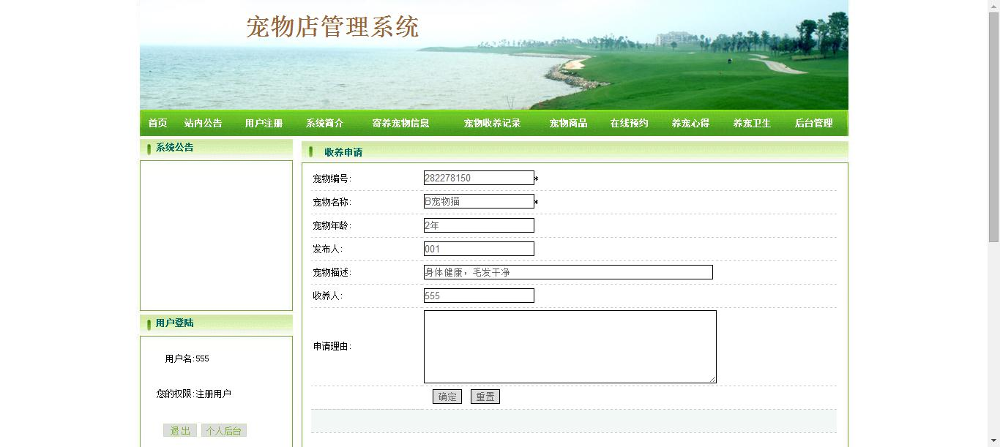 宠物店管理系统
首页 站内公告 用户注册 系统简介 寄养宠物信息 宠物收养记录 宠物商品 在线预约 养宠心得 养宠卫生 后台管理
系统公告
用户登陆
用户名:555
您的权限:注册用户
退出 个人后台
收养申请
宠物编号: 282278150*
宠物名称: B宠物猫*
宠物年龄: 2年
发布人: 001
宠物描述: 身体健康，毛发干净
收养人: 555
申请理由:
确定 重置